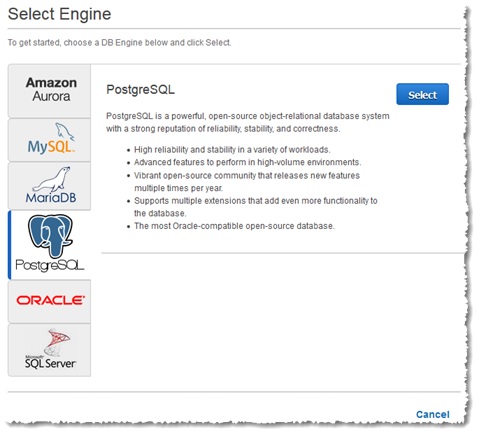 Select Engine
To get started, choose a DB Engine below and click Select.
Amazon
Aurora
MySQL
MariaDB
PostgreSQL
ORACLE
Microsoft
SQL Server
PostgreSQL
Select
PostgreSQL is a powerful, open-source object-relational database system
with a strong reputation of reliability, stability, and correctness.
• High reliability and stability in a variety of workloads.
• Advanced features to perform in high-volume environments.
• Vibrant open-source community that releases new features
multiple times per year.
• Supports multiple extensions that add even more functionality to
the database.
• The most Oracle-compatible open-source database.
Cancel